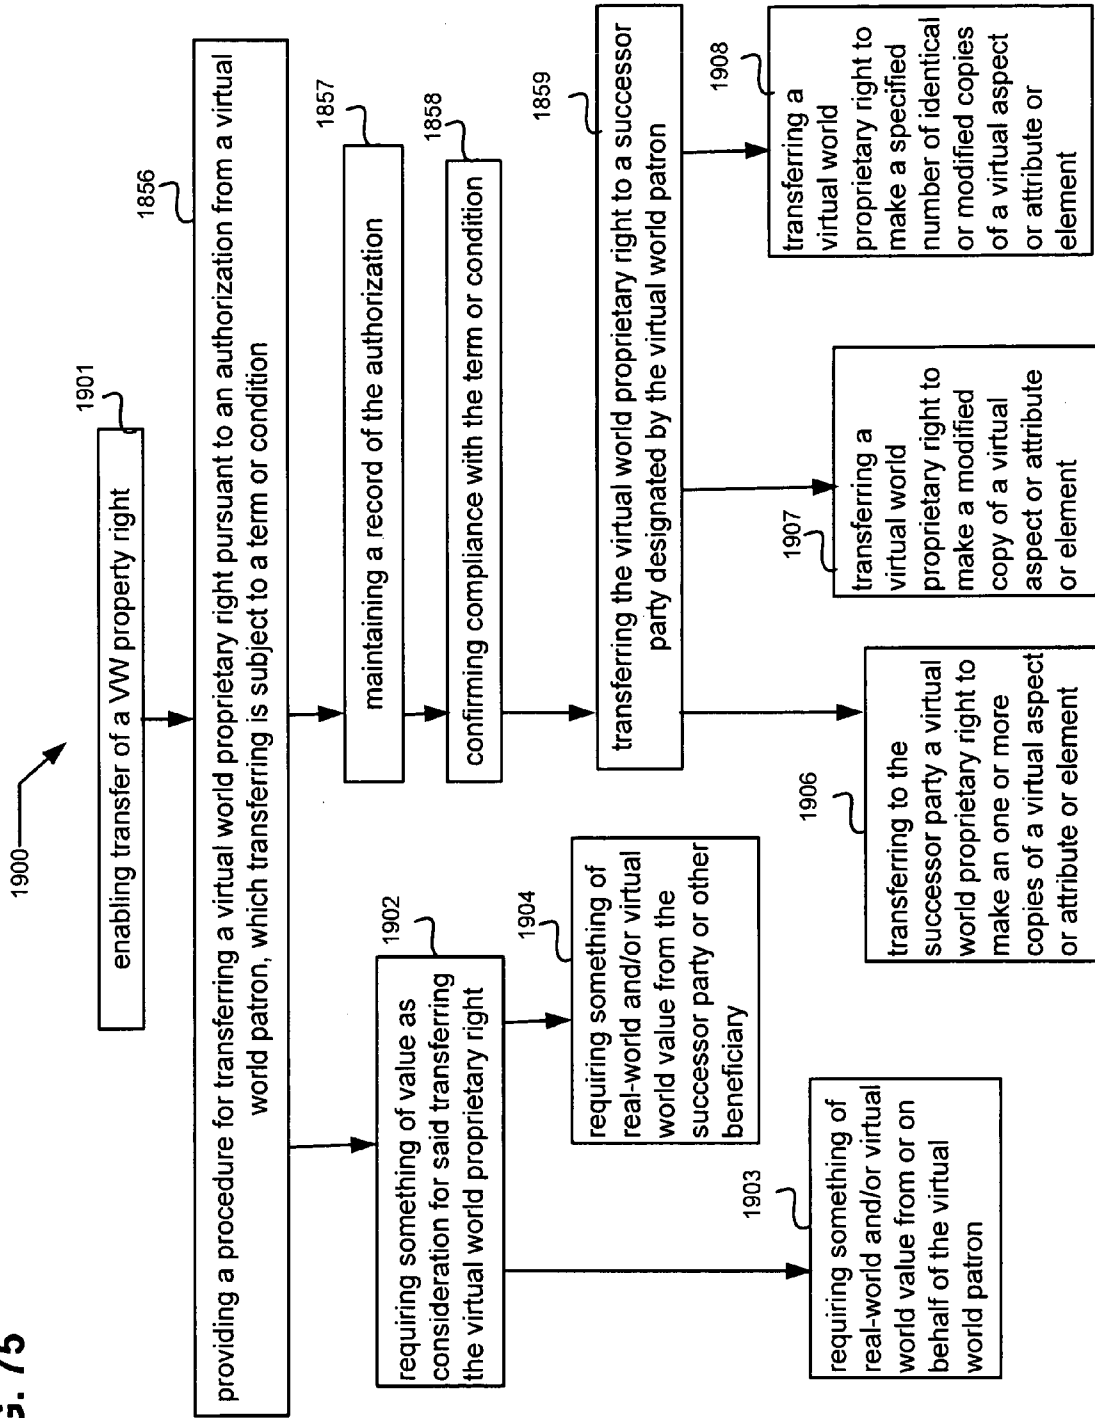 G. 75
1900
1901
enabling transfer of a VW property right
1856
providing a procedure for transferring a virtual world proprietary right pursuant to an authorization from a virtual
world patron, which transferring is subject to a term or condition
1857
maintaining a record of the authorization
1858
confirming compliance with the term or condition
1859
transferring the virtual world proprietary right to a successor
party designated by the virtual world patron
1902
requiring something of value as
consideration for said transferring
the virtual world proprietary right
1903
requiring something of
real-world and/or virtual
world value from or on
behalf of the virtual
world patron
1904
requiring something of
real-world and/or virtual
world value from the
successor party or other
beneficiary
1906
transferring to the
successor party a virtual
world proprietary right to
make an one or more
copies of a virtual aspect
or attribute or element
1907
transferring a
virtual world
proprietary right to
make a modified
copy of a virtual
aspect or attribute
or element
1908
transferring a
virtual world
proprietary right to
make a specified
number of identical
or modified copies
of a virtual aspect
or attribute or
element